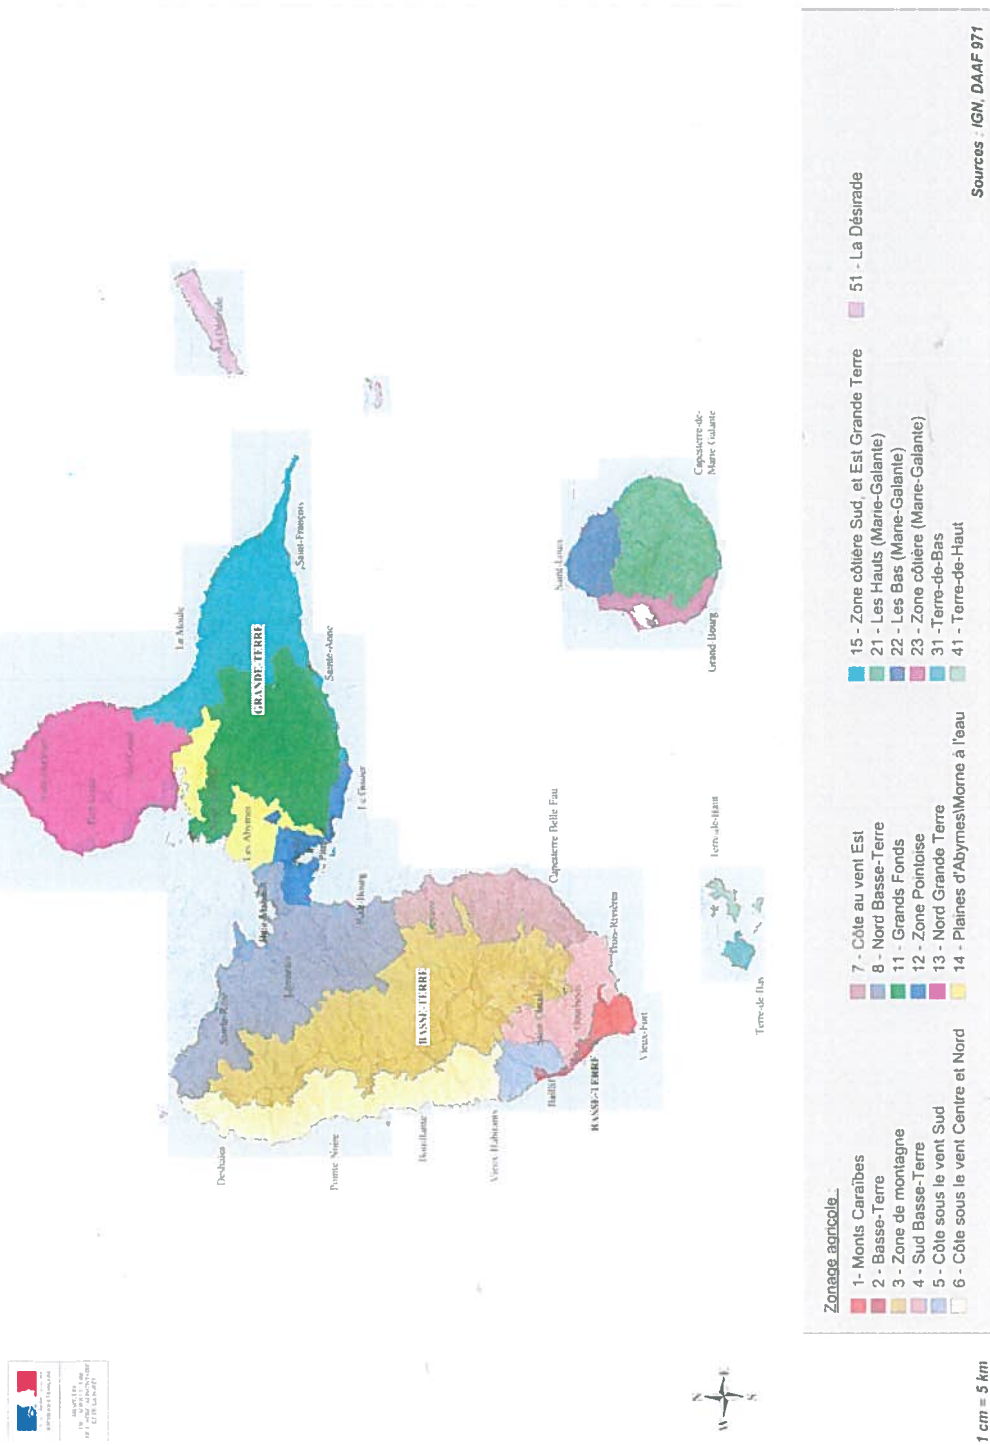 La Désirade
Le Moule
GRANDE-TERRE
Saint-François
Sainte-Anne
Les Abymes
Le Gosier
Deshaies
Sainte-Rose
Lamentin
Pointe Noire
BASSE-TERRE
Bouillante
Vieux-Habitants
Capesterre Belle Eau
Baillif
BASSE-TERRE
Trois-Rivières
Vieux-Fort
Saint-Louis
Grand-Bourg
Capesterre-de-
Marie Galante
Terre-de-Haut
Terre-de-Bas
N
W
E
S
Zonage agricole :
1- Monts Caraïbes
2 - Basse-Terre
3 - Zone de montagne
4 - Sud Basse-Terre
5 - Côte sous le vent Sud
6 - Côte sous le vent Centre et Nord
7 - Côte au vent Est
8 - Nord Basse-Terre
11 - Grands Fonds
12 - Zone Pointoise
13 - Nord Grande Terre
14 - Plaines d'Abymes\Morne à l'eau
15 - Zone côtière Sud, et Est Grande Terre
21 - Les Hauts (Marie-Galante)
22 - Les Bas (Marie-Galante)
23 - Zone côtière (Marie-Galante)
31 - Terre-de-Bas
41 - Terre-de-Haut
51 - La Désirade
1 cm = 5 km
Sources : IGN, DAAF 971